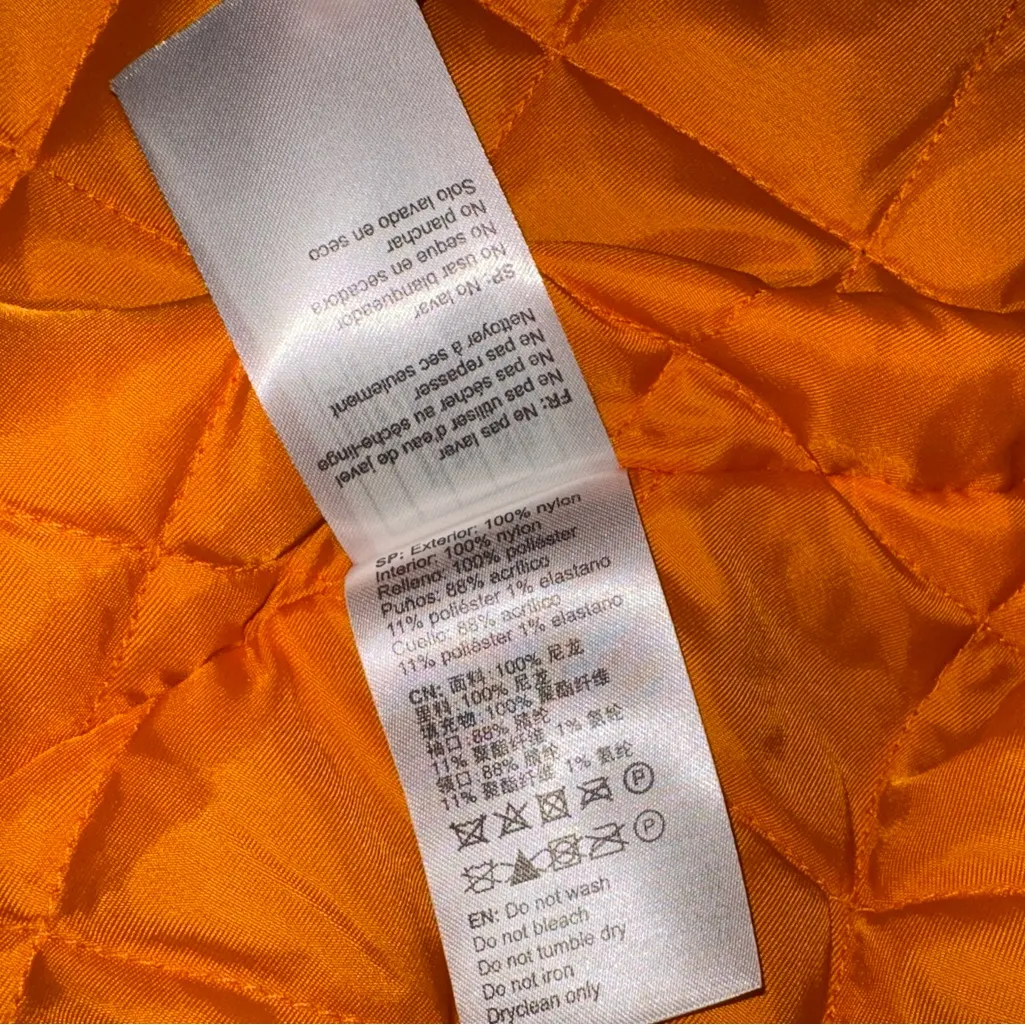 SP: Exterior: 100% nylon
Interior: 100% nylon
Relleno: 100% poliéster
Puños: 88% acrílico
11% poliéster 1% elastano
Cuello: 88% acrílico
11% poliéster 1% elastano
CN: 面料: 100% 尼龙
里料: 100% 尼龙
填充物: 100% 聚酯纤维
袖口: 88% 腈纶
11% 聚酯纤维 1% 氨纶
领口: 88% 腈纶
11% 聚酯纤维 1% 氨纶
P
P
EN: Do not wash
Do not bleach
Do not tumble dry
Do not iron
Dryclean only
FR: Ne pas laver
Ne pas utiliser d'eau de javel
Ne pas sécher au sèche-linge
Ne pas repasser
Nettoyer à sec seulement
SP: No lavar
No usar blanqueador
No seque en secadora
No planchar
Solo lavado en seco